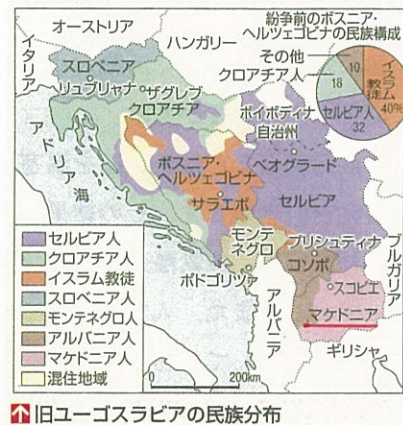 紛争前のボスニア・
ヘルツェゴビナの民族構成
その他
クロアチア人
10
18
イスラム
教徒
40%
セルビア人
32
オーストリア
イタリア
ハンガリー
スロベニア
リュブリャナ
ザグレブ
クロアチア
ボイボディナ
自治州
アドリア海
ボスニア・
ヘルツェゴビナ
ベオグラード
サラエボ
セルビア
モンテ
ネグロ
プリシュティナ
コソボ
ポドゴリツァ
スコピエ
マケドニア
アルバニア
ブルガリア
ギリシャ
セルビア人
クロアチア人
イスラム教徒
スロベニア人
モンテネグロ人
アルバニア人
マケドニア人
混住地域
0
200km
旧ユーゴスラビアの民族分布